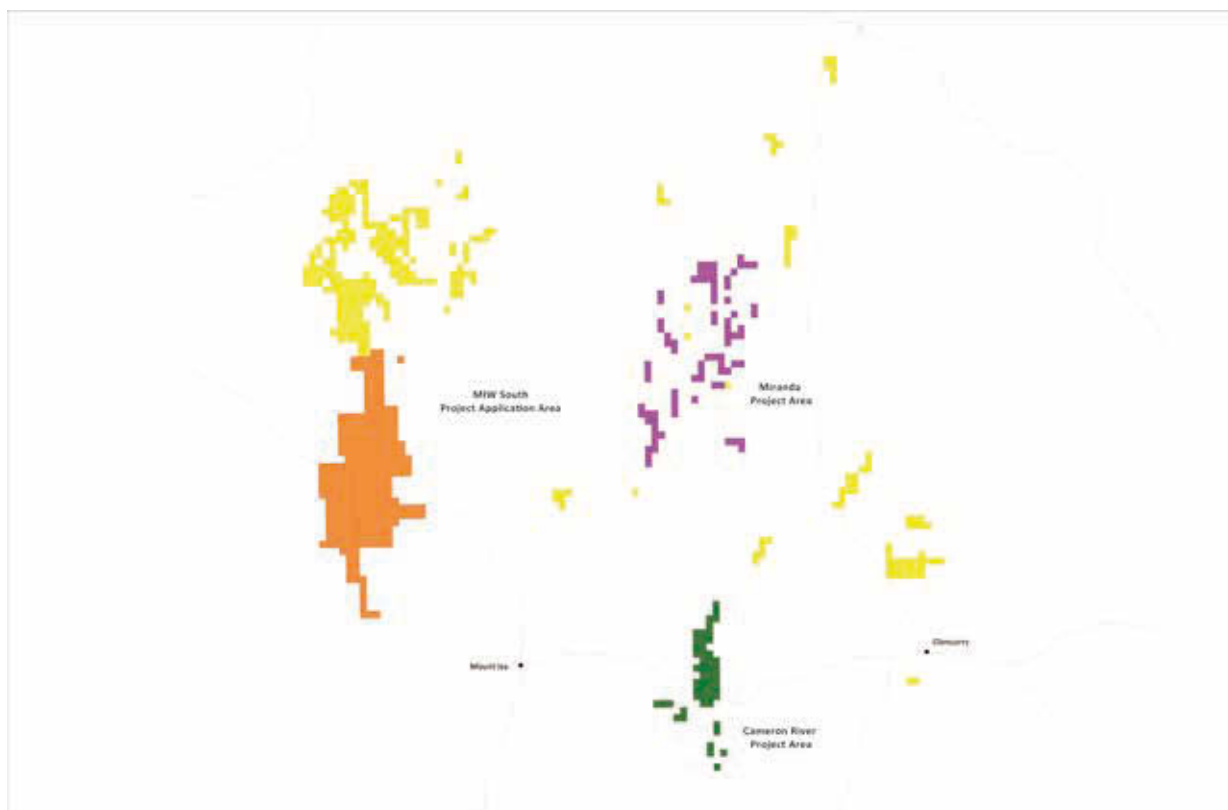 MIW South
Project Application Area
Miranda
Project Area
Cloncurry
Mount Isa
Cameron River
Project Area